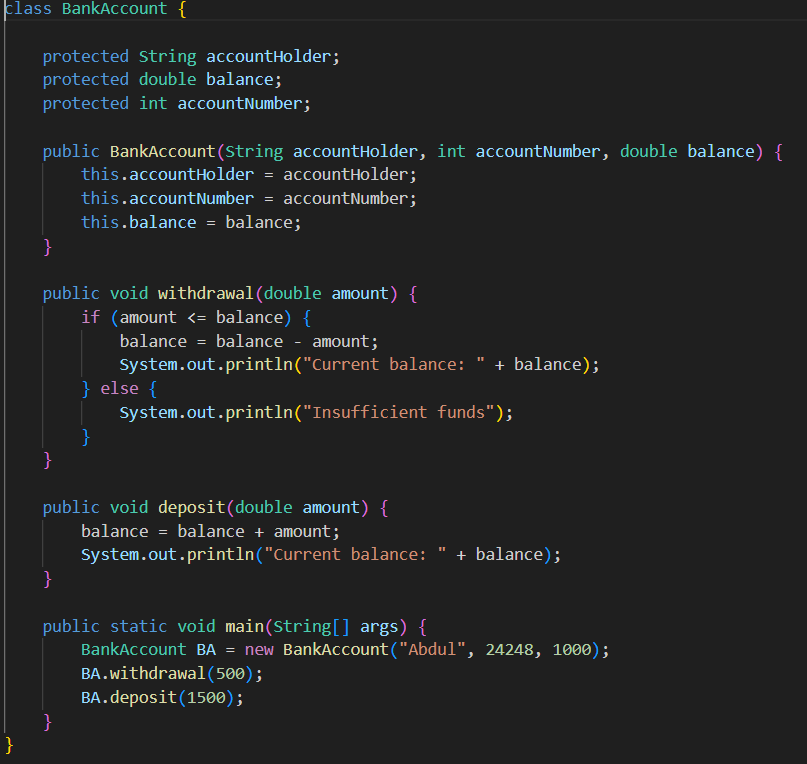 class BankAccount {
protected String accountHolder;
protected double balance;
protected int accountNumber;
public BankAccount(String accountHolder, int accountNumber, double balance) {
this.accountHolder = accountHolder;
this.accountNumber = accountNumber;
this.balance = balance;
}
public void withdrawal(double amount) {
if (amount <= balance) {
balance = balance - amount;
System.out.println("Current balance: " + balance);
} else {
System.out.println("Insufficient funds");
}
}
public void deposit(double amount) {
balance = balance + amount;
System.out.println("Current balance: " + balance);
}
public static void main(String[] args) {
BankAccount BA = new BankAccount("Abdul", 24248, 1000);
BA.withdrawal(500);
BA.deposit(1500);
}
}